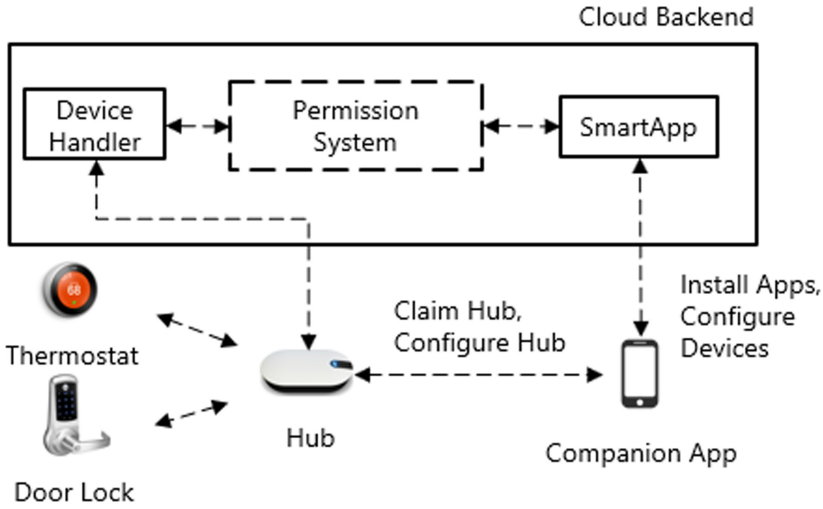 Cloud Backend
Device
Handler
Permission
System
SmartApp
68
Thermostat
Claim Hub,
Configure Hub
Install Apps,
Configure
Devices
Hub
Companion App
Door Lock